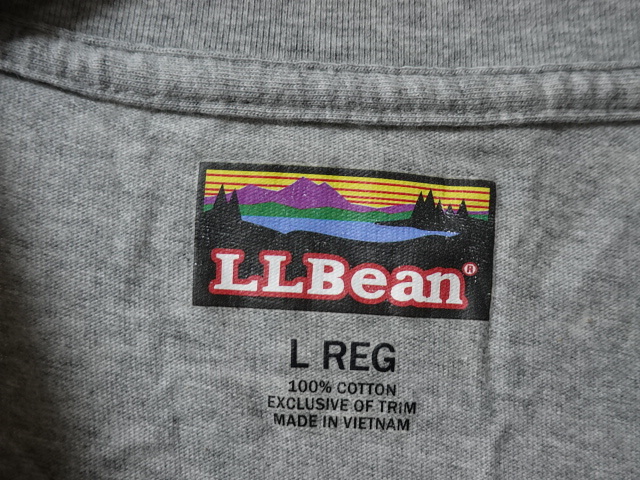 LLBean®
L REG
100% COTTON
EXCLUSIVE OF TRIM
MADE IN VIETNAM